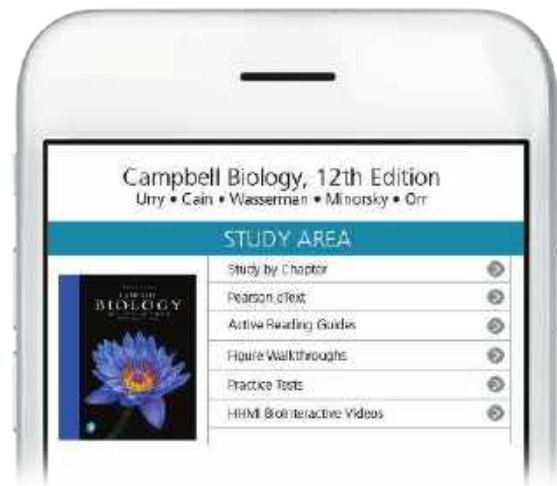 Campbell Biology, 12th Edition
Urry • Cain • Wasserman • Minorsky • Orr
STUDY AREA
Study by Chapter
Pearson eText
Active Reading Guides
Figure Walkthroughs
Practice Tests
HHMI BioInteractive Videos
CAMPBELL
BIOLOGY